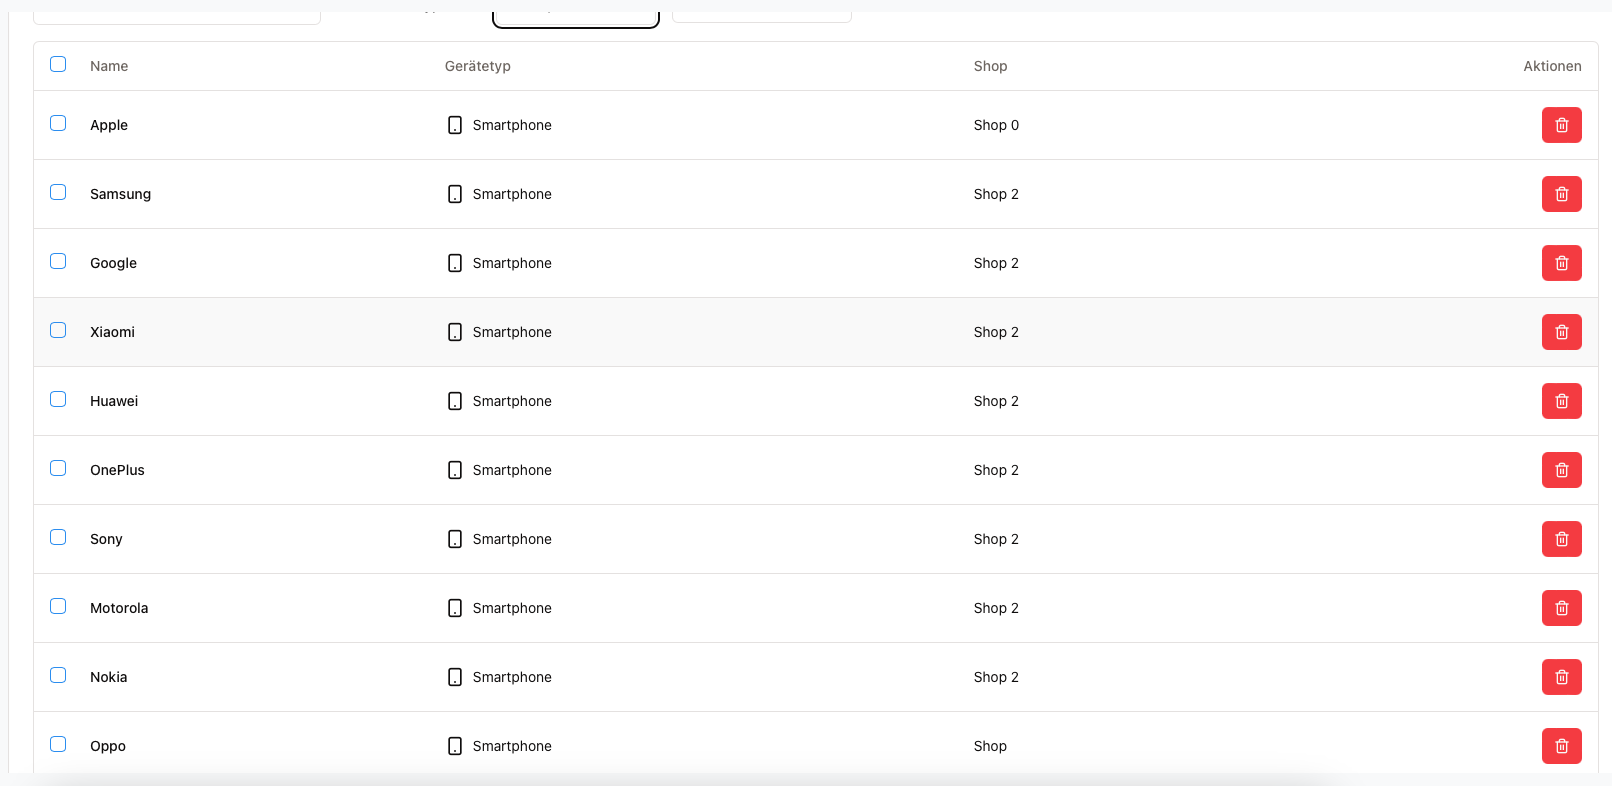 Name Gerätetyp Shop Aktionen
Apple Smartphone Shop 0
Samsung Smartphone Shop 2
Google Smartphone Shop 2
Xiaomi Smartphone Shop 2
Huawei Smartphone Shop 2
OnePlus Smartphone Shop 2
Sony Smartphone Shop 2
Motorola Smartphone Shop 2
Nokia Smartphone Shop 2
Oppo Smartphone Shop